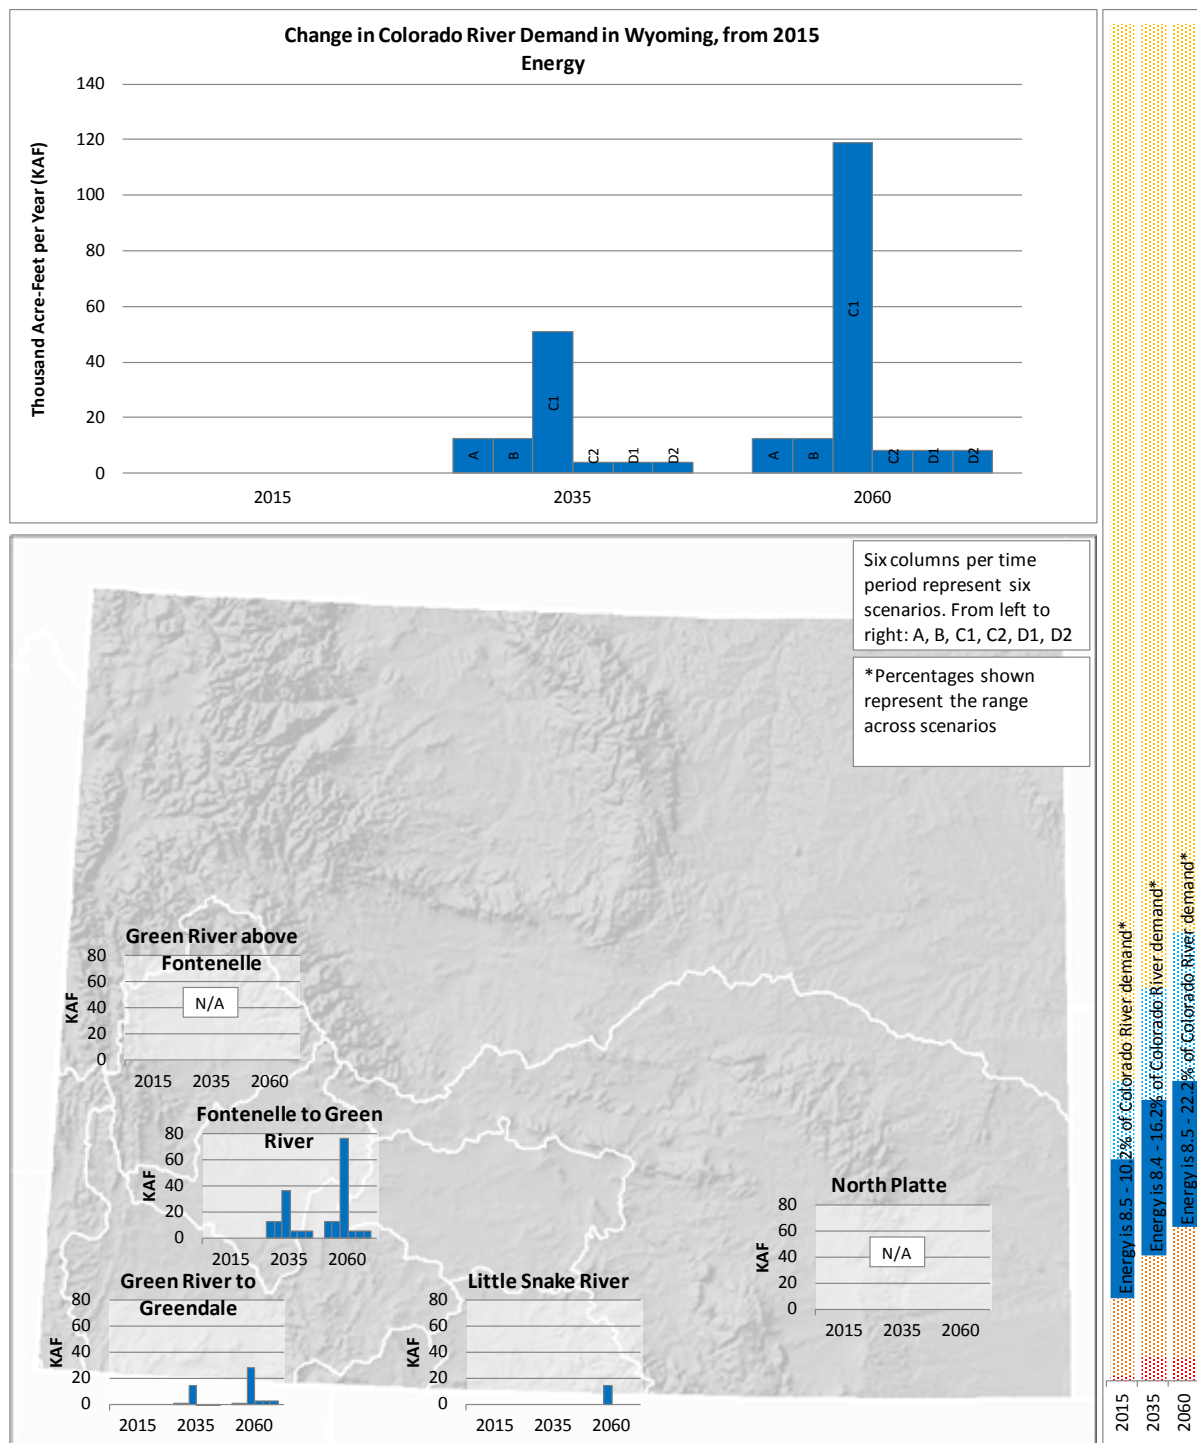 Change in Colorado River Demand in Wyoming, from 2015
Energy
Thousand Acre-Feet per Year (KAF)
140
120
100
80
60
40
20
0
A
B
C1
C2
D1
D2
A
B
C1
C2
D1
D2
2015
2035
2060
Six columns per time
period represent six
scenarios. From left to
right: A, B, C1, C2, D1, D2
*Percentages shown
represent the range
across scenarios
Green River above
Fontenelle
KAF
80
60
40
20
0
N/A
2015 2035 2060
Fontenelle to Green
River
KAF
80
60
40
20
0
2015 2035 2060
North Platte
KAF
80
60
40
20
0
N/A
2015 2035 2060
Green River to
Greendale
KAF
80
60
40
20
0
2015 2035 2060
Little Snake River
KAF
80
60
40
20
0
2015 2035 2060
Energy is 8.5 - 10.2% of Colorado River demand*
Energy is 8.4 - 16.2% of Colorado River demand*
Energy is 8.5 - 22.2% of Colorado River demand*
2015
2035
2060